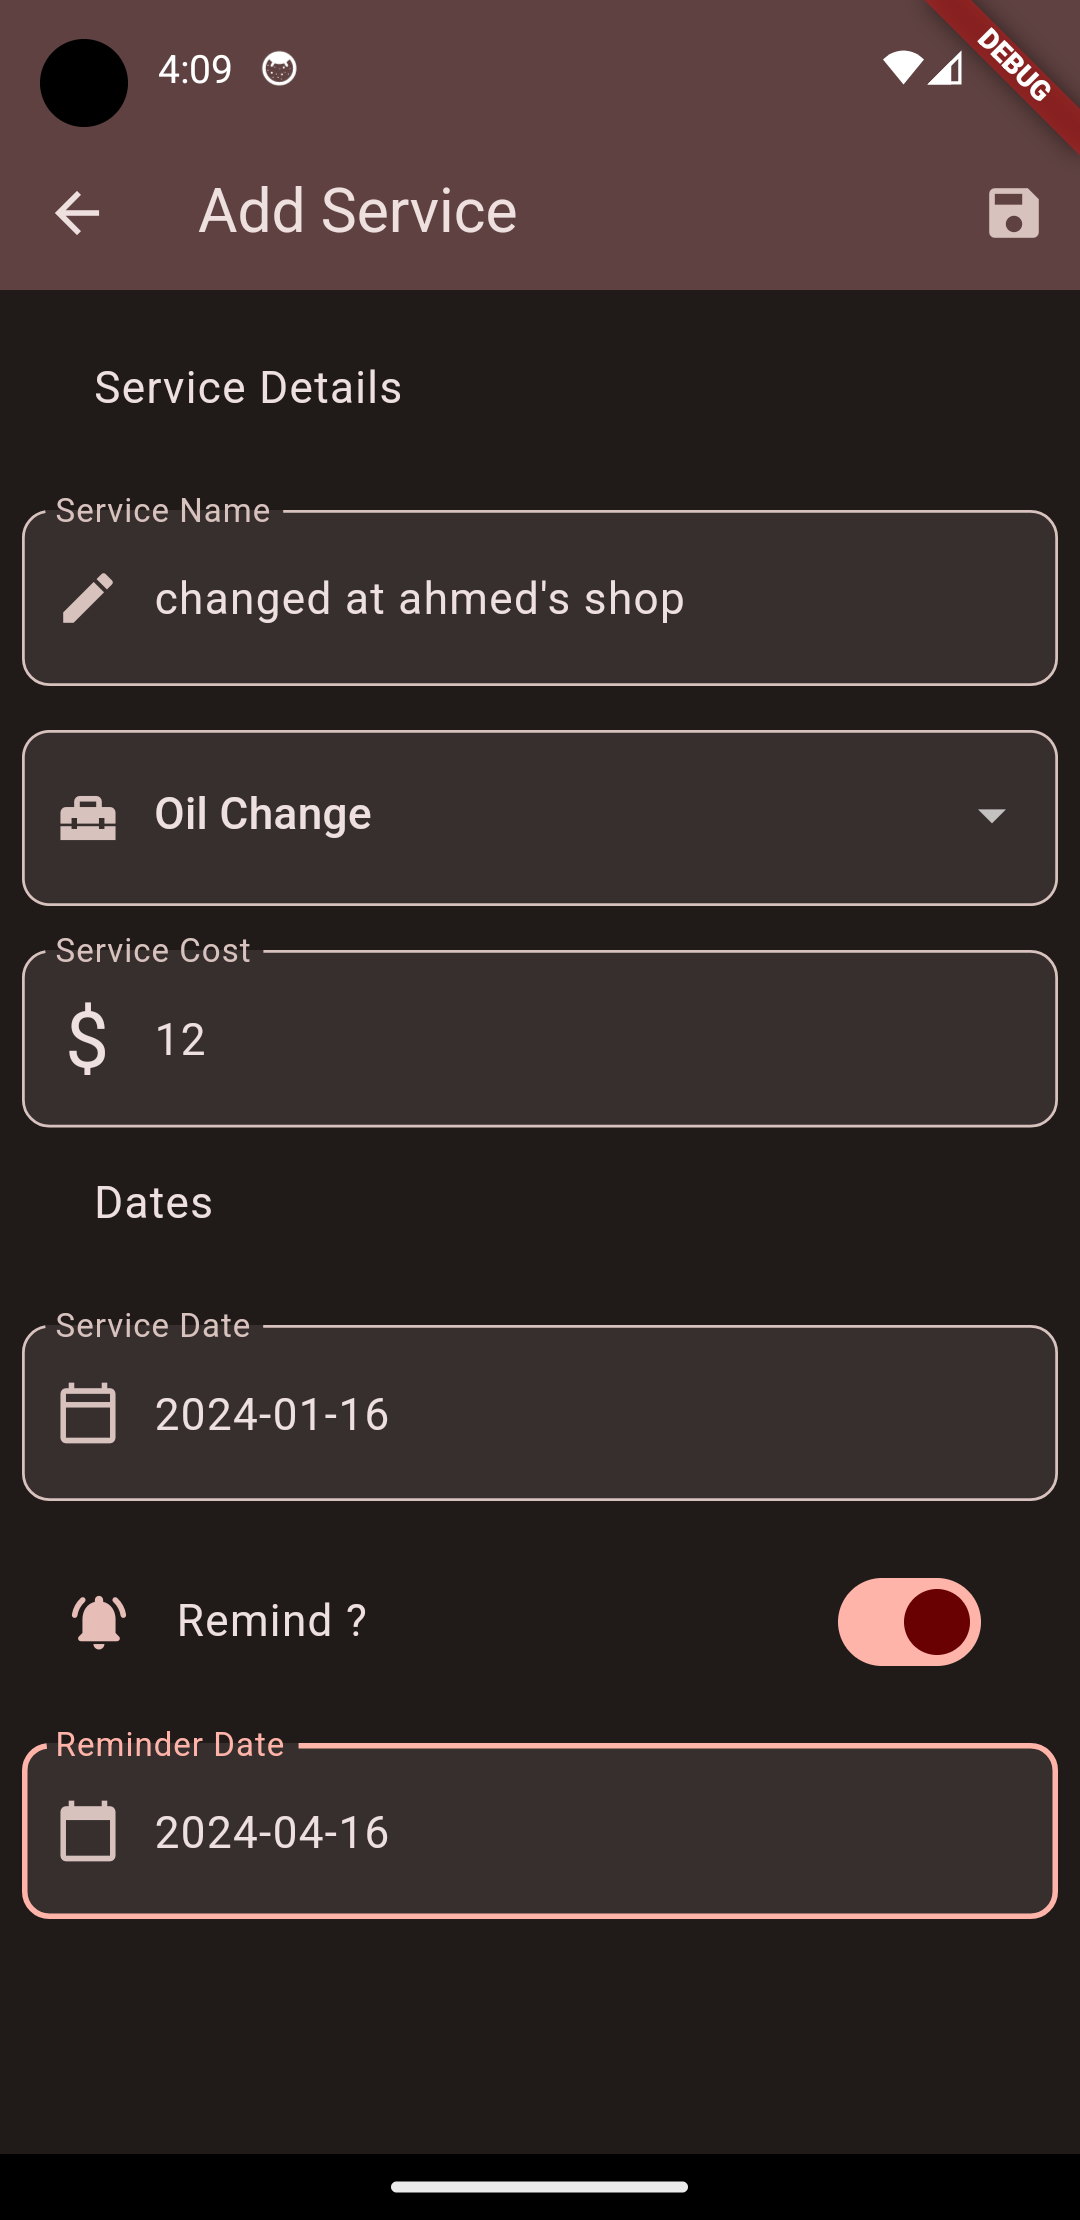 4:09
DEBUG
Add Service
Service Details
Service Name
changed at ahmed's shop
Oil Change
Service Cost
$ 12
Dates
Service Date
2024-01-16
Remind ?
Reminder Date
2024-04-16